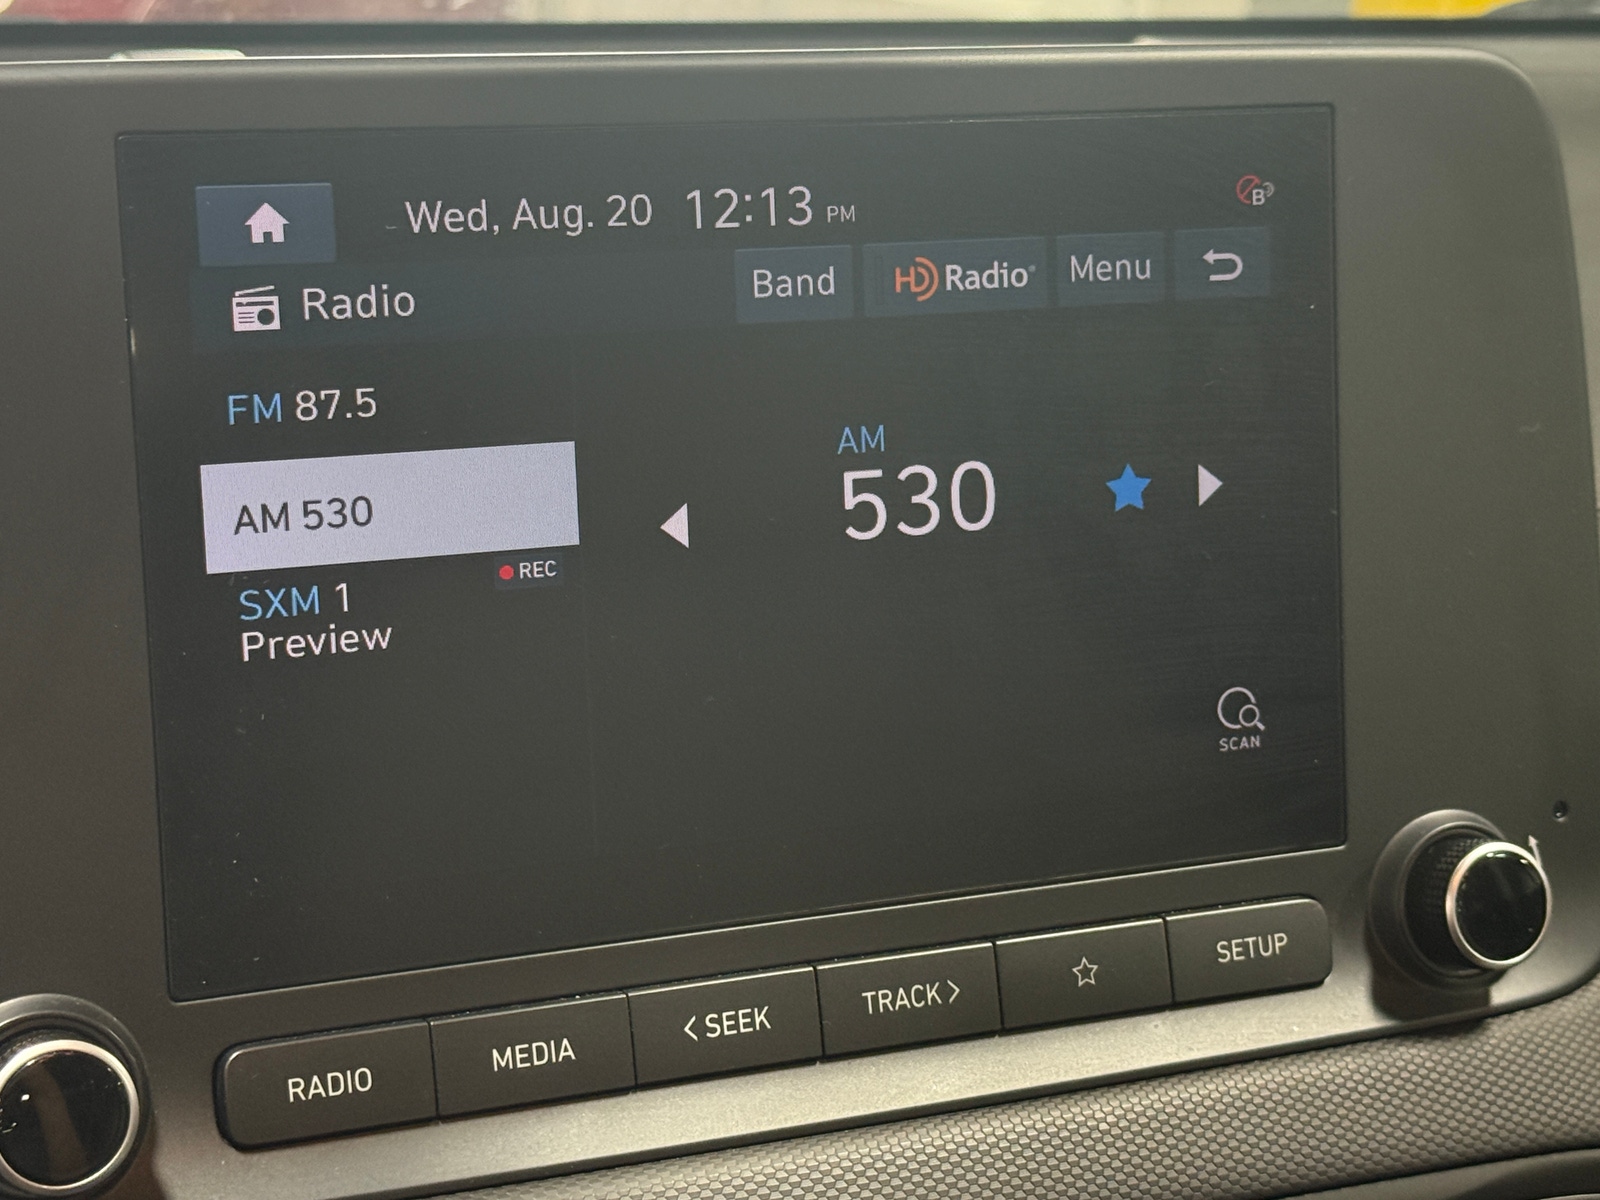 Wed, Aug. 20 12:13 PM
B
Radio
Band
HD Radio
Menu
FM 87.5
AM 530
REC
SXM 1
Preview
AM
530
SCAN
RADIO
MEDIA
< SEEK
TRACK >
SETUP